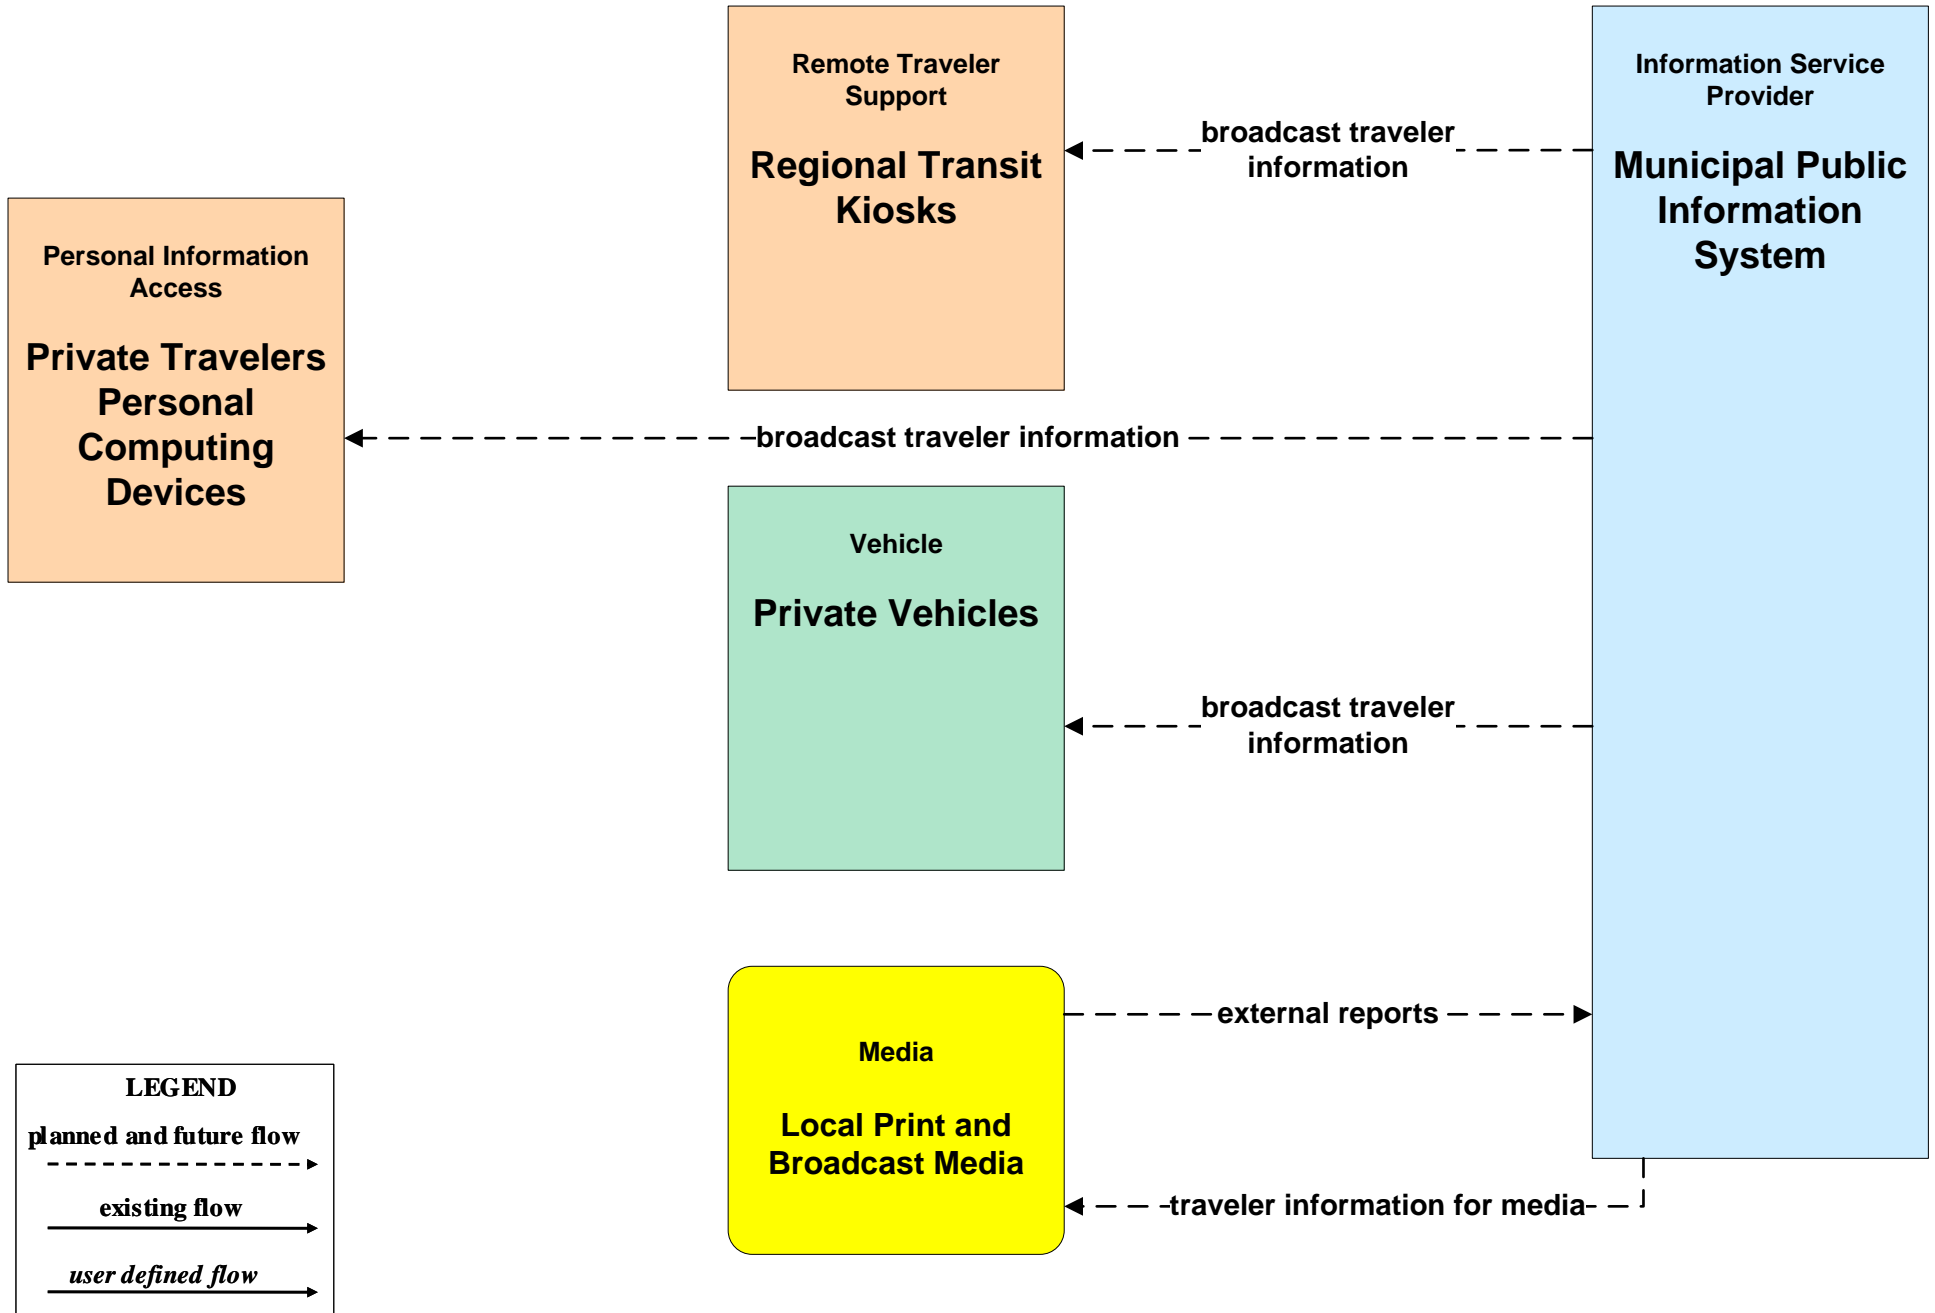 Remote Traveler
Support
Regional Transit
Kiosks
broadcast traveler
information
Information Service
Provider
Municipal Public
Information
System
Personal Information
Access
Private Travelers
Personal
Computing
Devices
broadcast traveler information
Vehicle
Private Vehicles
broadcast traveler
information
external reports
Media
Local Print and
Broadcast Media
traveler information for media
LEGEND
planned and future flow
existing flow
user defined flow